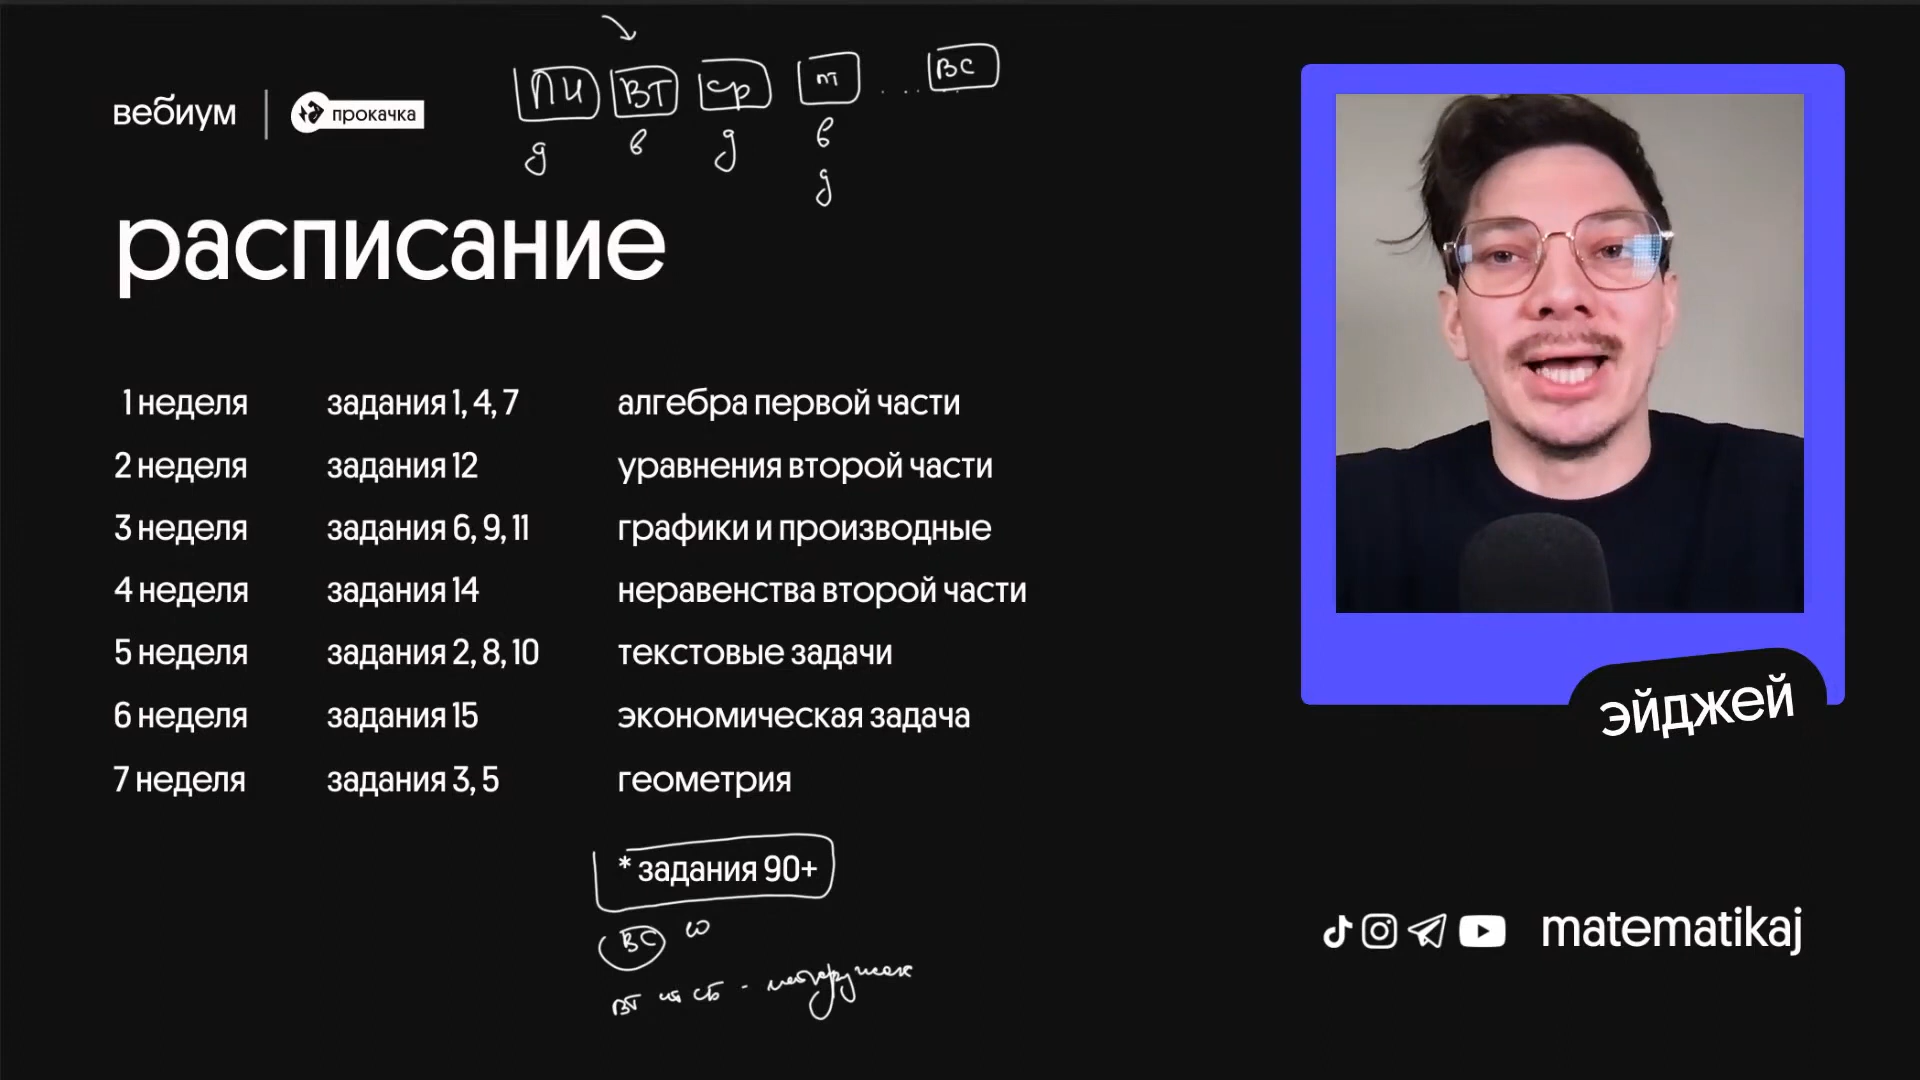 ПН ВТ СР ПТ .... ВС
д в д в
д
вебиум | прокачка
расписание
1 неделя задания 1, 4, 7 алгебра первой части
2 неделя задания 12 уравнения второй части
3 неделя задания 6, 9, 11 графики и производные
4 неделя задания 14 неравенства второй части
5 неделя задания 2, 8, 10 текстовые задачи
6 неделя задания 15 экономическая задача
7 неделя задания 3, 5 геометрия
* задания 90+
ВС
ВТ СБ -
эйджей
matematikaj